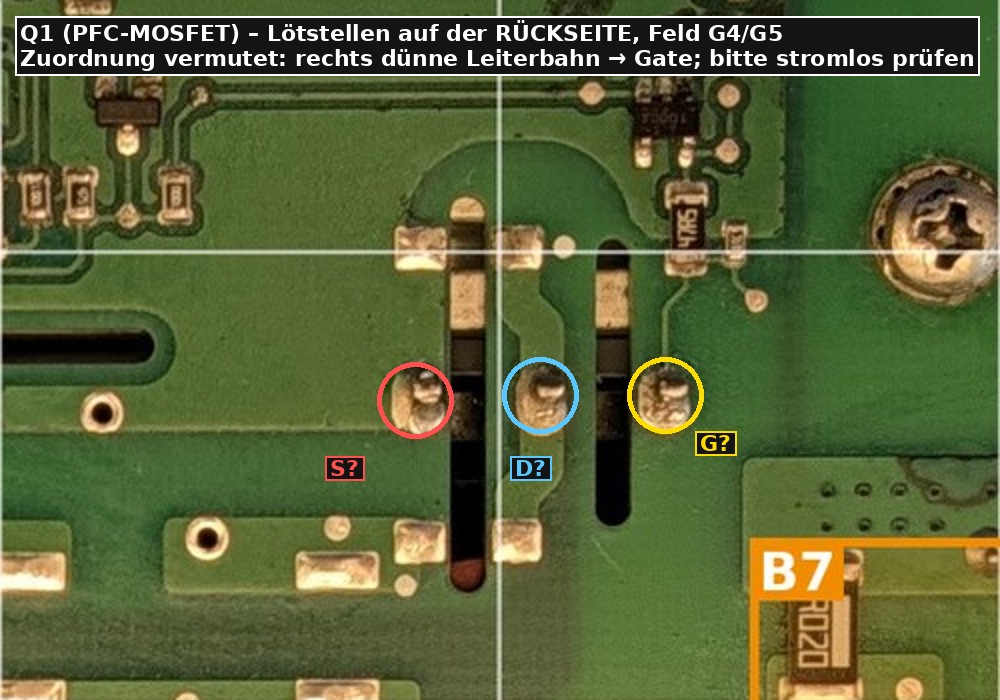 Q1 (PFC-MOSFET) – Lötstellen auf der RÜCKSEITE, Feld G4/G5
Zuordnung vermutet: rechts dünne Leiterbahn → Gate; bitte stromlos prüfen
47R5
S?
D?
G?
B7
R020